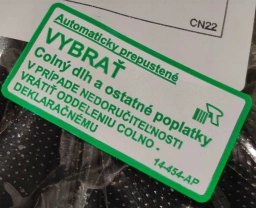 CN22
Automaticky prepustené
VYBRAŤ
Colný dlh a ostatné poplatky
V PRÍPADE NEDORUČITEĽNOSTI
VRÁTIŤ ODDELENIU COLNO -
DEKLARAČNÉMU
14-454-AP